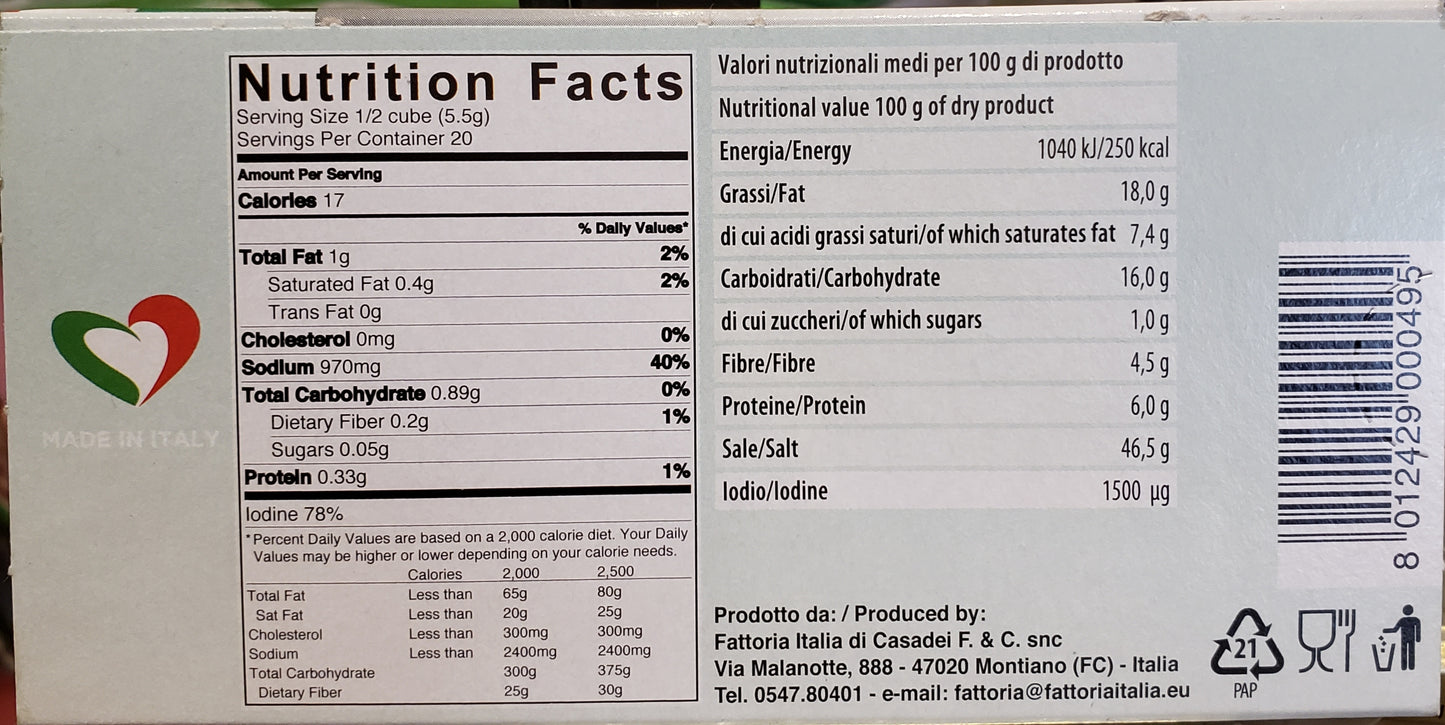 MADE IN ITALY
Nutrition Facts
Serving Size 1/2 cube (5.5g)
Servings Per Container 20
Amount Per Serving
Calories 17
% Daily Values*
Total Fat 1g 2%
Saturated Fat 0.4g 2%
Trans Fat 0g
Cholesterol 0mg 0%
Sodium 970mg 40%
Total Carbohydrate 0.89g 0%
Dietary Fiber 0.2g 1%
Sugars 0.05g
Protein 0.33g 1%
Iodine 78%
*Percent Daily Values are based on a 2,000 calorie diet. Your Daily
Values may be higher or lower depending on your calorie needs.
Calories 2,000 2,500
Total Fat Less than 65g 80g
Sat Fat Less than 20g 25g
Cholesterol Less than 300mg 300mg
Sodium Less than 2400mg 2400mg
Total Carbohydrate 300g 375g
Dietary Fiber 25g 30g
Valori nutrizionali medi per 100 g di prodotto
Nutritional value 100 g of dry product
Energia/Energy 1040 kJ/250 kcal
Grassi/Fat 18,0 g
di cui acidi grassi saturi/of which saturates fat 7,4 g
Carboidrati/Carbohydrate 16,0 g
di cui zuccheri/of which sugars 1,0 g
Fibre/Fibre 4,5 g
Proteine/Protein 6,0 g
Sale/Salt 46,5 g
Iodio/Iodine 1500 µg
Prodotto da: / Produced by:
Fattoria Italia di Casadei F. & C. snc
Via Malanotte, 888 - 47020 Montiano (FC) - Italia
Tel. 0547.80401 - e-mail: fattoria@fattoriaitalia.eu
8 012429 000495
21
PAP